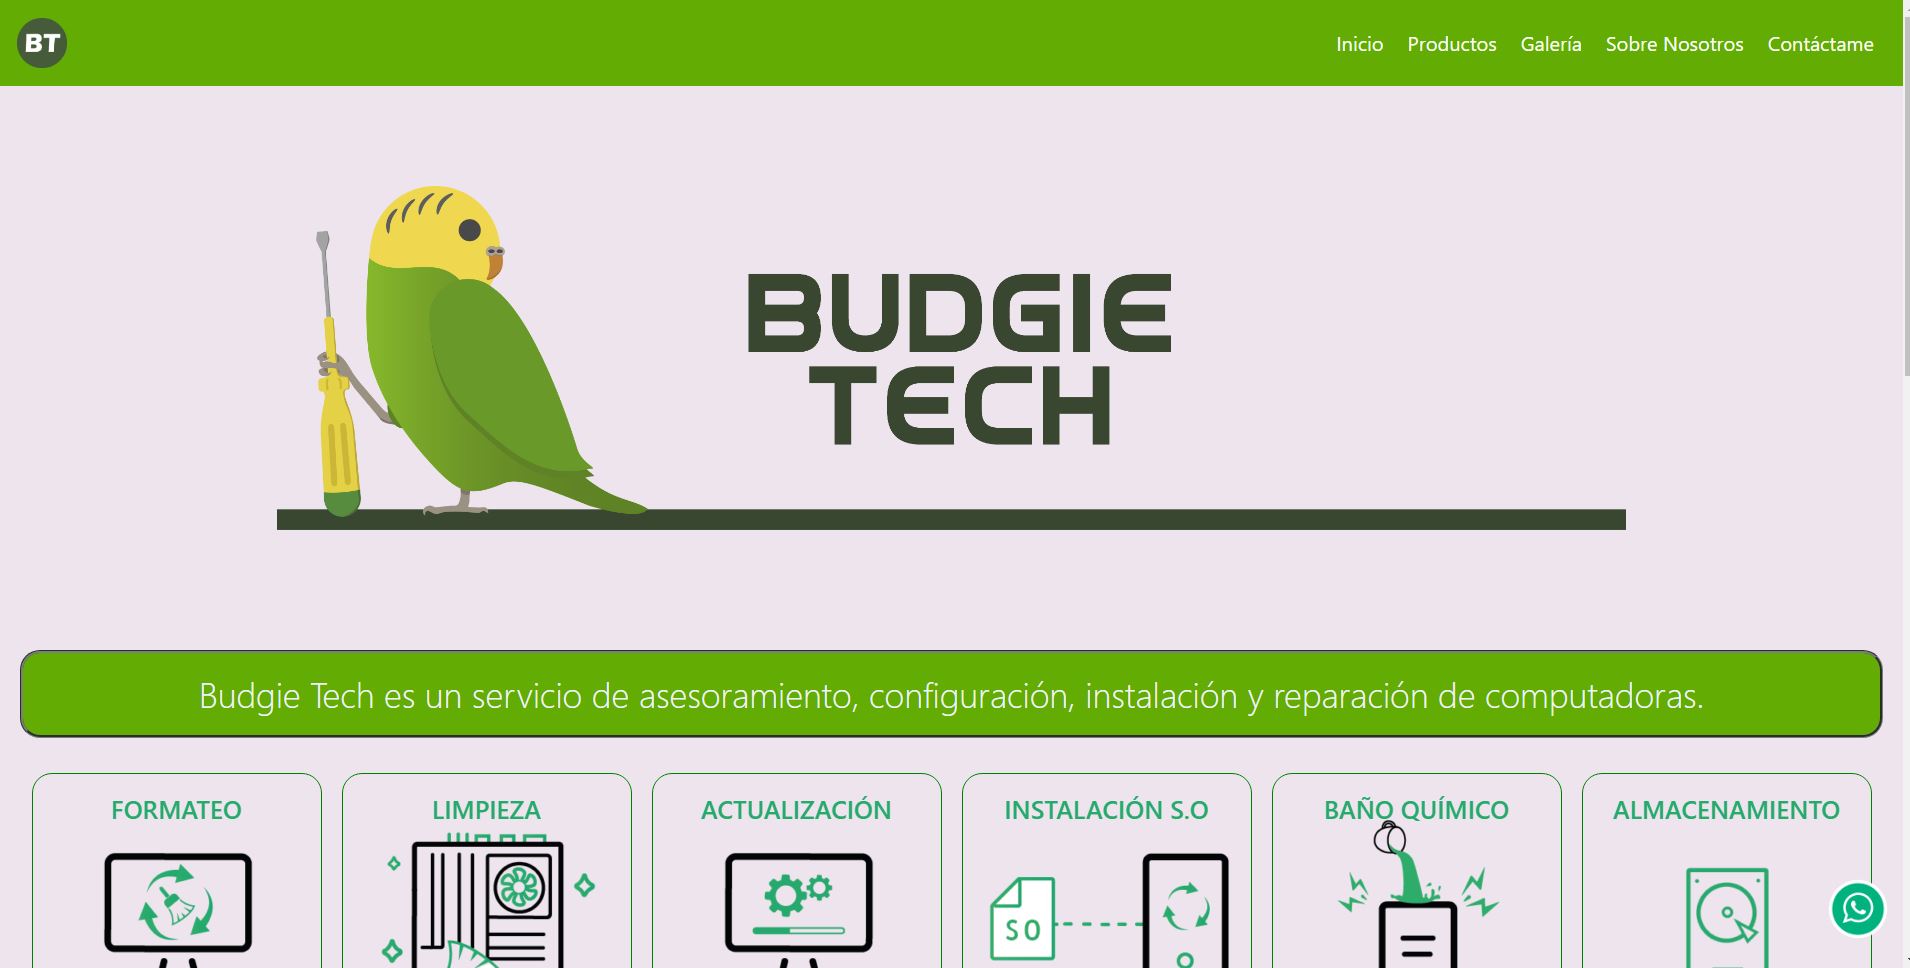 BT
Inicio Productos Galería Sobre Nosotros Contáctame
BUDGIE
TECH
Budgie Tech es un servicio de asesoramiento, configuración, instalación y reparación de computadoras.
FORMATEO LIMPIEZA ACTUALIZACIÓN INSTALACIÓN S.O BAÑO QUÍMICO ALMACENAMIENTO
SO